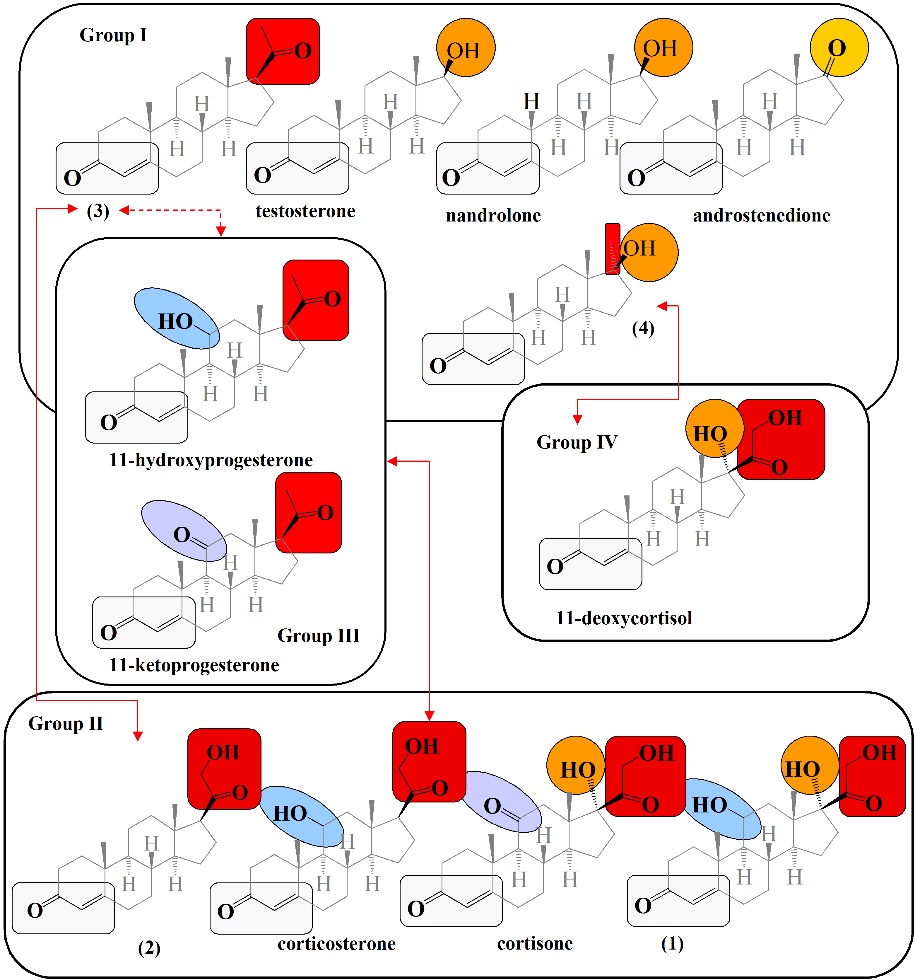 Group I
O
OH
OH
O
H
H
H
H
H
H
H
H
H
O
O
O
O
(3)
testosterone
nandrolone
androstenedione
OH
H
H
O
(4)
O
HO
H
H
H
O
11-hydroxyprogesterone
O
O
H
H
H
O
Group III
11-ketoprogesterone
Group IV
OH
HO
O
H
H
O
11-deoxycortisol
Group II
OH
O
H
H
O
(2)
OH
O
HO
H
H
H
O
corticosterone
OH
HO
O
O
H
H
H
O
cortisone
OH
HO
O
HO
H
H
H
O
(1)